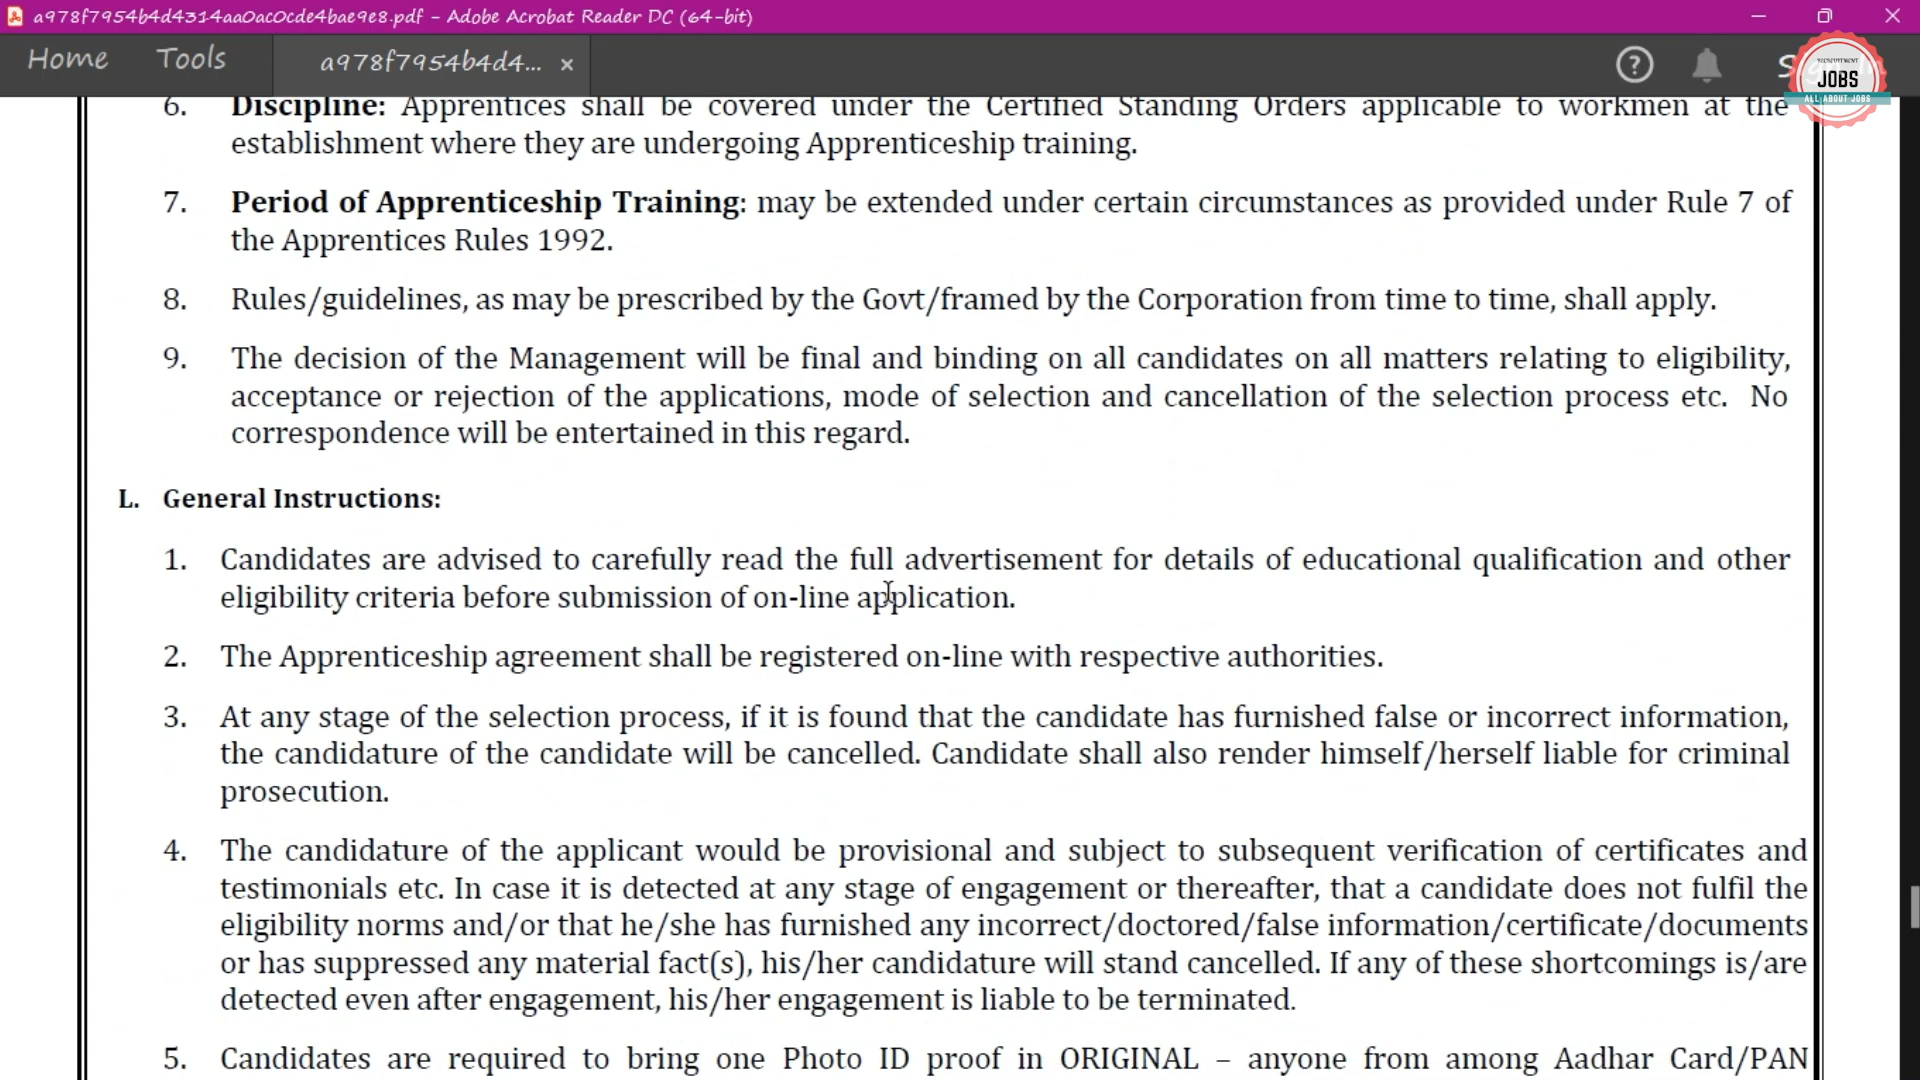 a978f7954b4d4314aa0ac0cde4bae9e8.pdf - Adobe Acrobat Reader DC (64-bit)
Home Tools a978f7954b4d4... ×
RECRUITMENT
JOBS
ALL ABOUT JOBS
6. Discipline: Apprentices shall be covered under the Certified Standing Orders applicable to workmen at the
establishment where they are undergoing Apprenticeship training.
7. Period of Apprenticeship Training: may be extended under certain circumstances as provided under Rule 7 of
the Apprentices Rules 1992.
8. Rules/guidelines, as may be prescribed by the Govt/framed by the Corporation from time to time, shall apply.
9. The decision of the Management will be final and binding on all candidates on all matters relating to eligibility,
acceptance or rejection of the applications, mode of selection and cancellation of the selection process etc. No
correspondence will be entertained in this regard.
L. General Instructions:
1. Candidates are advised to carefully read the full advertisement for details of educational qualification and other
eligibility criteria before submission of on-line application.
2. The Apprenticeship agreement shall be registered on-line with respective authorities.
3. At any stage of the selection process, if it is found that the candidate has furnished false or incorrect information,
the candidature of the candidate will be cancelled. Candidate shall also render himself/herself liable for criminal
prosecution.
4. The candidature of the applicant would be provisional and subject to subsequent verification of certificates and
testimonials etc. In case it is detected at any stage of engagement or thereafter, that a candidate does not fulfil the
eligibility norms and/or that he/she has furnished any incorrect/doctored/false information/certificate/documents
or has suppressed any material fact(s), his/her candidature will stand cancelled. If any of these shortcomings is/are
detected even after engagement, his/her engagement is liable to be terminated.
5. Candidates are required to bring one Photo ID proof in ORIGINAL – anyone from among Aadhar Card/PAN